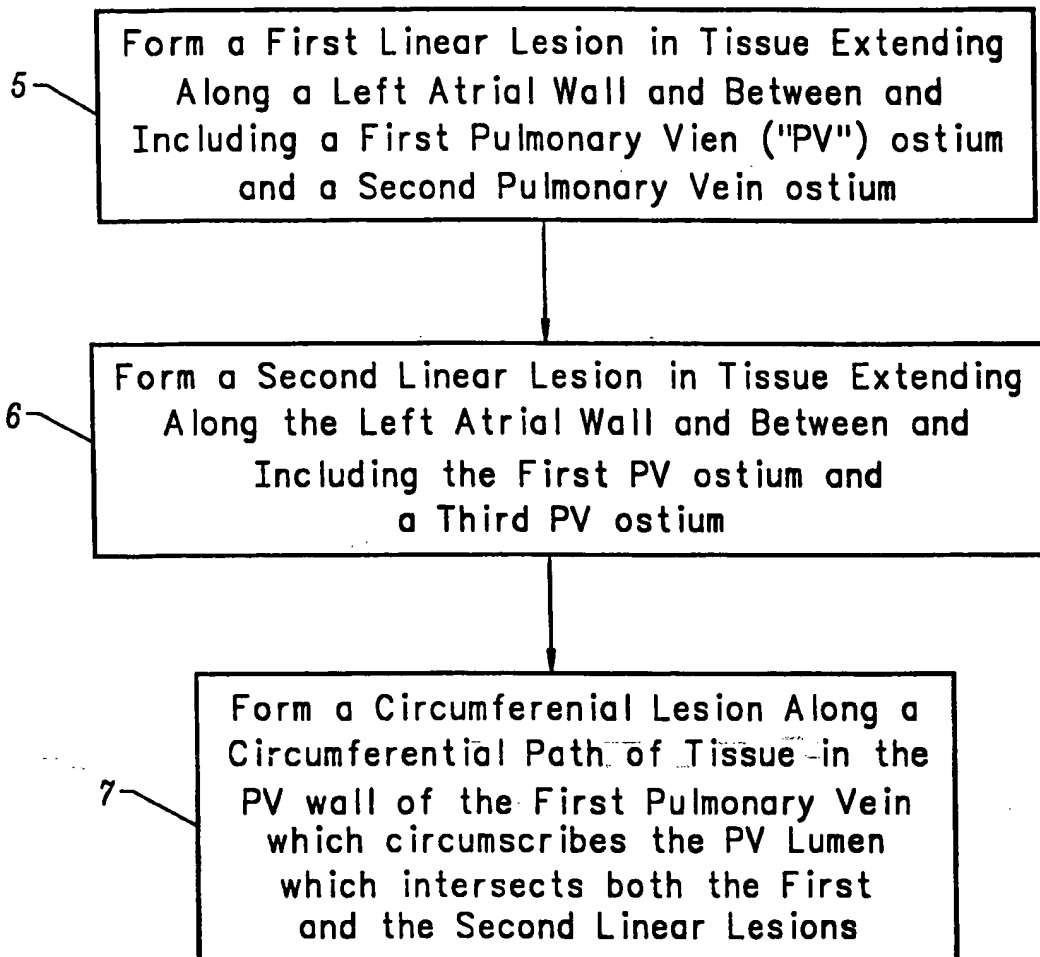 5
Form a First Linear Lesion in Tissue Extending
Along a Left Atrial Wall and Between and
Including a First Pulmonary Vien ("PV") ostium
and a Second Pulmonary Vein ostium
6
Form a Second Linear Lesion in Tissue Extending
Along the Left Atrial Wall and Between and
Including the First PV ostium and
a Third PV ostium
7
Form a Circumferenial Lesion Along a
Circumferential Path of Tissue in the
PV wall of the First Pulmonary Vein
which circumscribes the PV Lumen
which intersects both the First
and the Second Linear Lesions